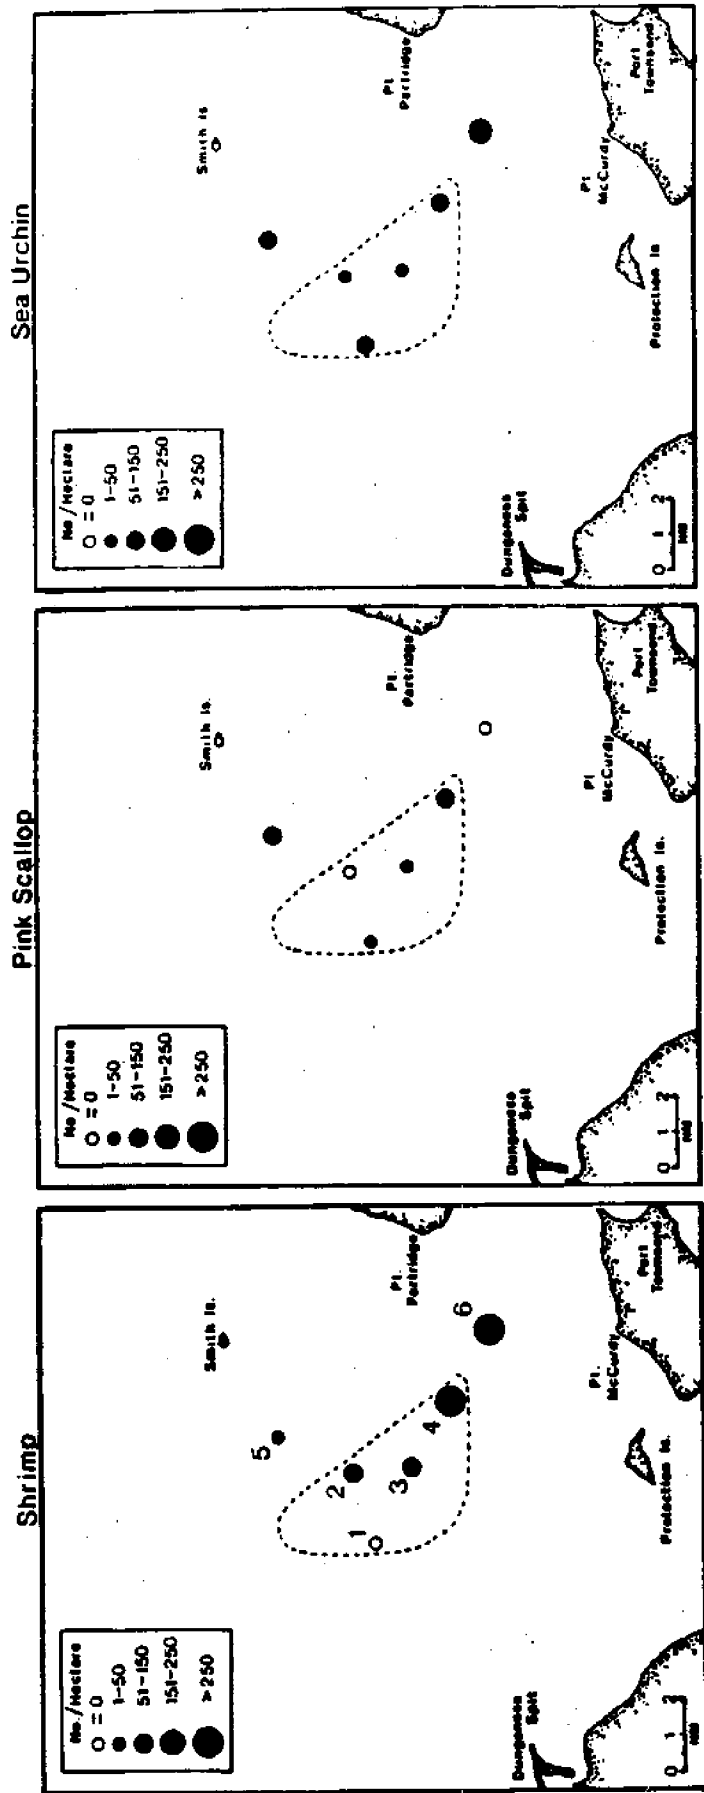 Shrimp
No./Hectare
= 0
1-50
51-150
151-250
>250
Smith Is.
5
2
1
3
4
6
Pt.
Partridge
Dungeness
Spit
Pt.
McCurdy
Port
Townsend
Protection Is.
0 1 2
NM
Pink Scallop
No/Hectare
= 0
1-50
51-150
151-250
>250
Smith Is.
Pt.
Partridge
Dungeness
Spit
Pt
McCurdy
Port
Townsend
Protection Is.
0 1 2
NM
Sea Urchin
No/Hectare
= 0
1-50
51-150
151-250
>250
Smith Is
Pt
Partridge
Dungeness
Spit
Pt
McCurdy
Port
Townsend
Protection Is
0 1 2
NM